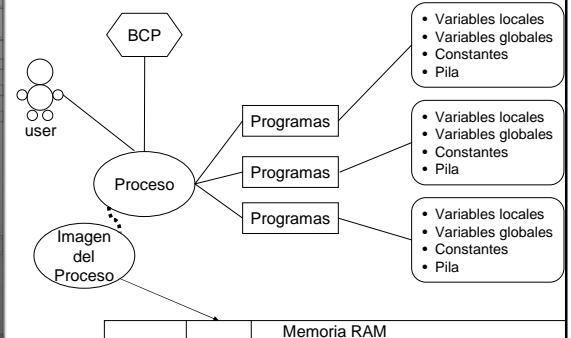 BCP
user
Proceso
Imagen
del
Proceso
Programas
Programas
Programas
• Variables locales
• Variables globales
• Constantes
• Pila
• Variables locales
• Variables globales
• Constantes
• Pila
• Variables locales
• Variables globales
• Constantes
• Pila
Memoria RAM